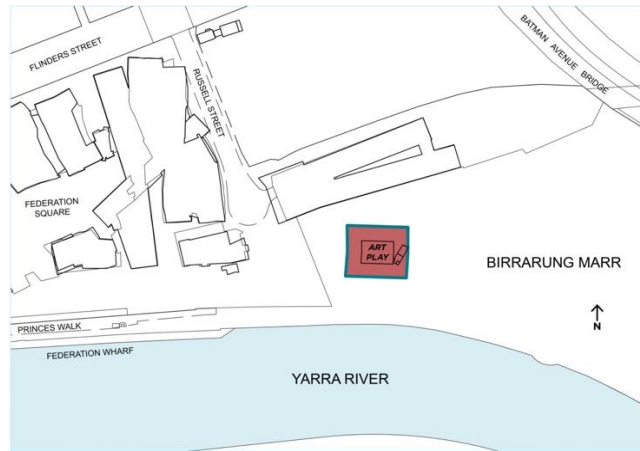 FLINDERS STREET
RUSSELL STREET
BATMAN AVENUE BRIDGE
FEDERATION
SQUARE
ART
PLAY
BIRRARUNG MARR
N
PRINCES WALK
FEDERATION WHARF
YARRA RIVER